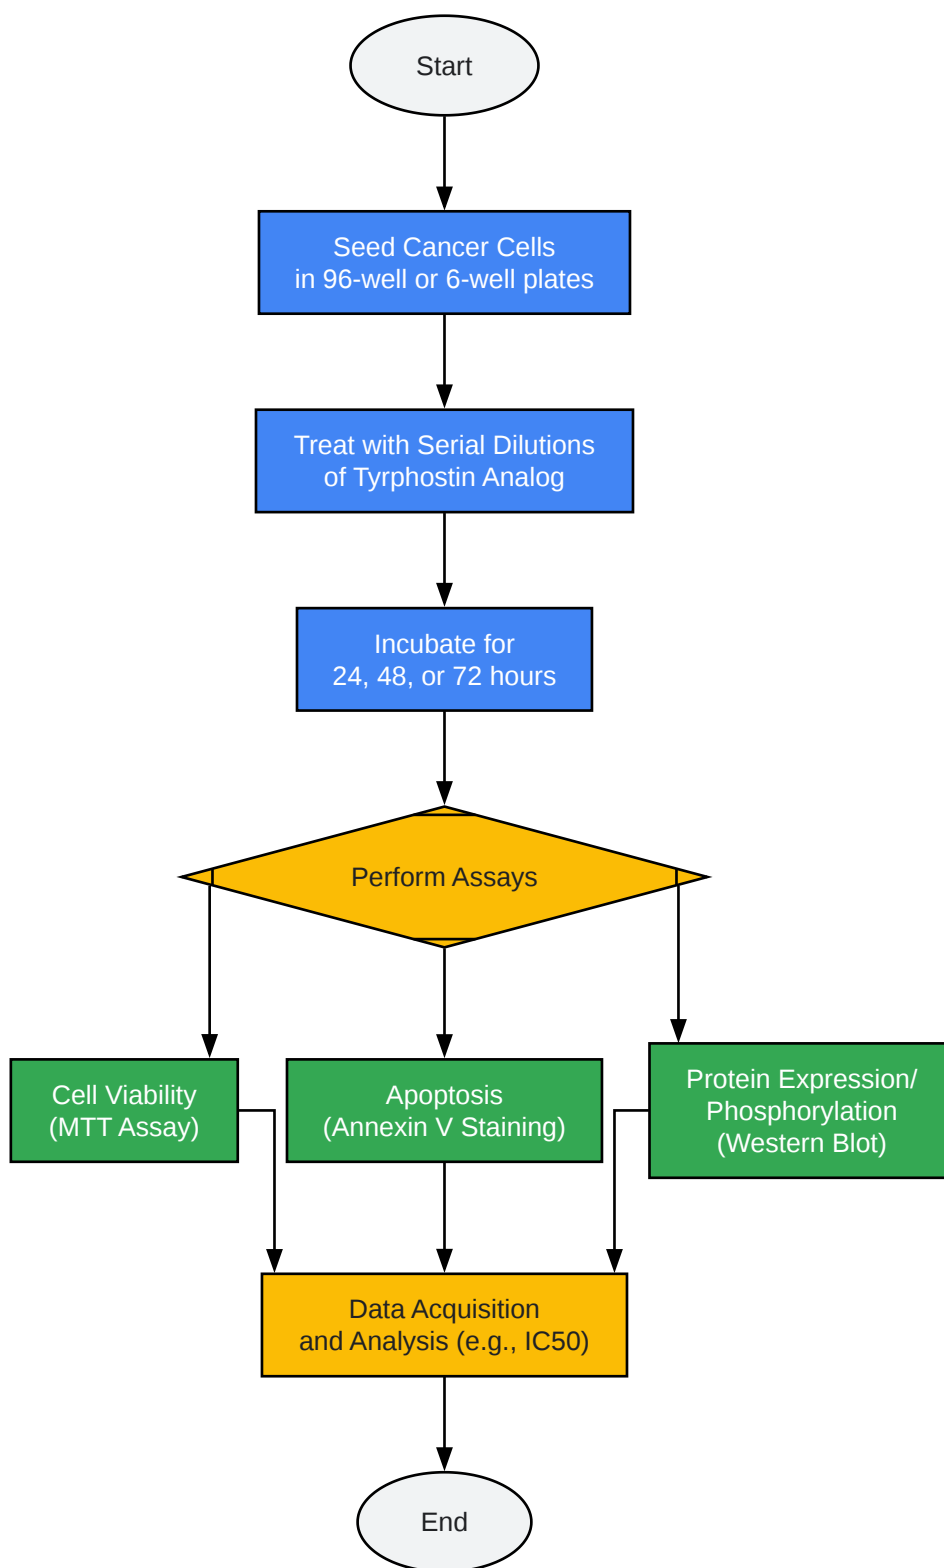 Start
Seed Cancer Cells
in 96-well or 6-well plates
Treat with Serial Dilutions
of Tyrphostin Analog
Incubate for
24, 48, or 72 hours
Perform Assays
Cell Viability
(MTT Assay)
Apoptosis
(Annexin V Staining)
Protein Expression/
Phosphorylation
(Western Blot)
Data Acquisition
and Analysis (e.g., IC50)
End